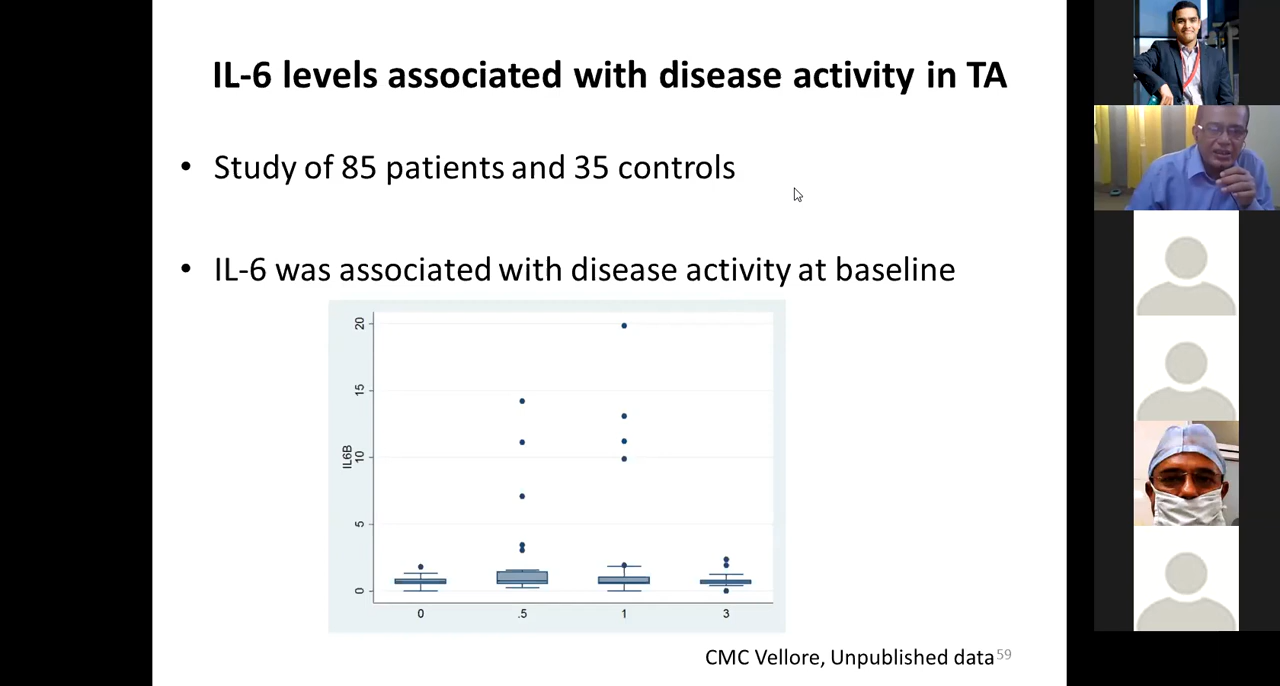 IL-6 levels associated with disease activity in TA
• Study of 85 patients and 35 controls
• IL-6 was associated with disease activity at baseline
20
15
10
5
0
IL6B
0 .5 1 3
CMC Vellore, Unpublished data 59